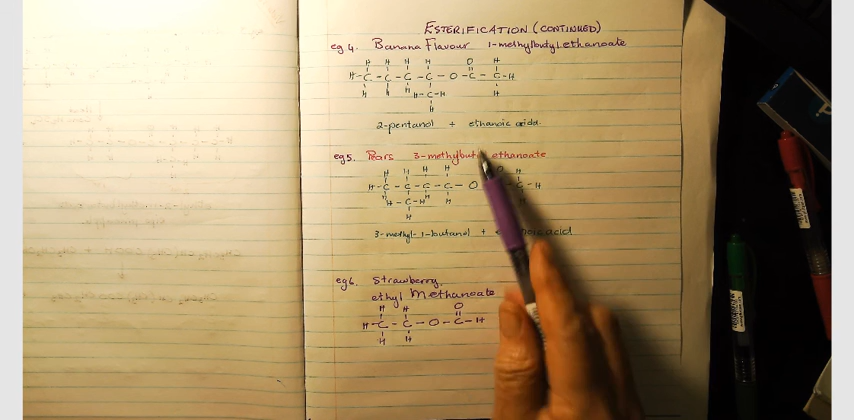 ESTERIFICATION (CONTINUED)
eg 4. Banana Flavour 1-methylbutyl ethanoate
H H H H O H
H-C-C-C-C-O-C-C-H
H H H H-C-H H
H
2-pentanol + ethanoic acid
eg 5. Pears 3-methylbut ethanoate
H H H H O H
H-C-C-C-C-O C-H
H H-C-H H H
H
3-methyl-1-butanol + acid
eg 6. Strawberry
ethyl Methanoate
H H O
H-C-C-O-C-H
H H